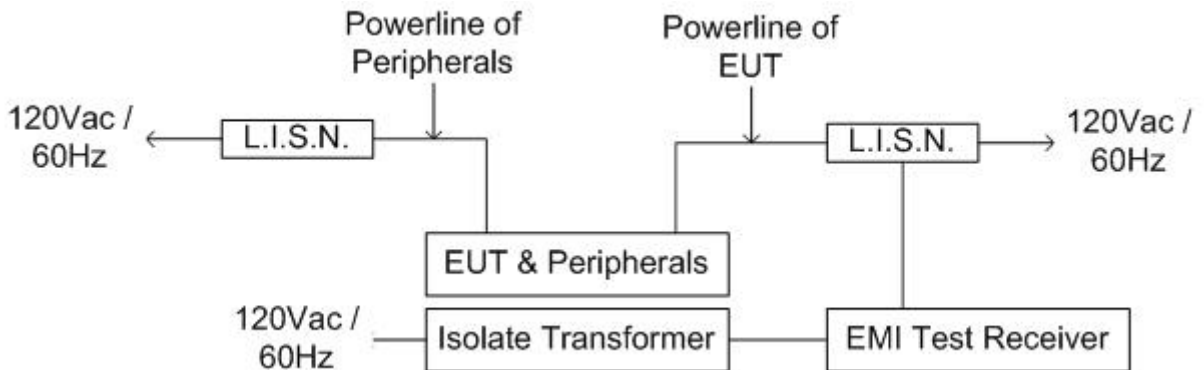 Powerline of
Peripherals
Powerline of
EUT
120Vac /
60Hz
L.I.S.N.
L.I.S.N.
120Vac /
60Hz
EUT & Peripherals
120Vac /
60Hz
Isolate Transformer
EMI Test Receiver